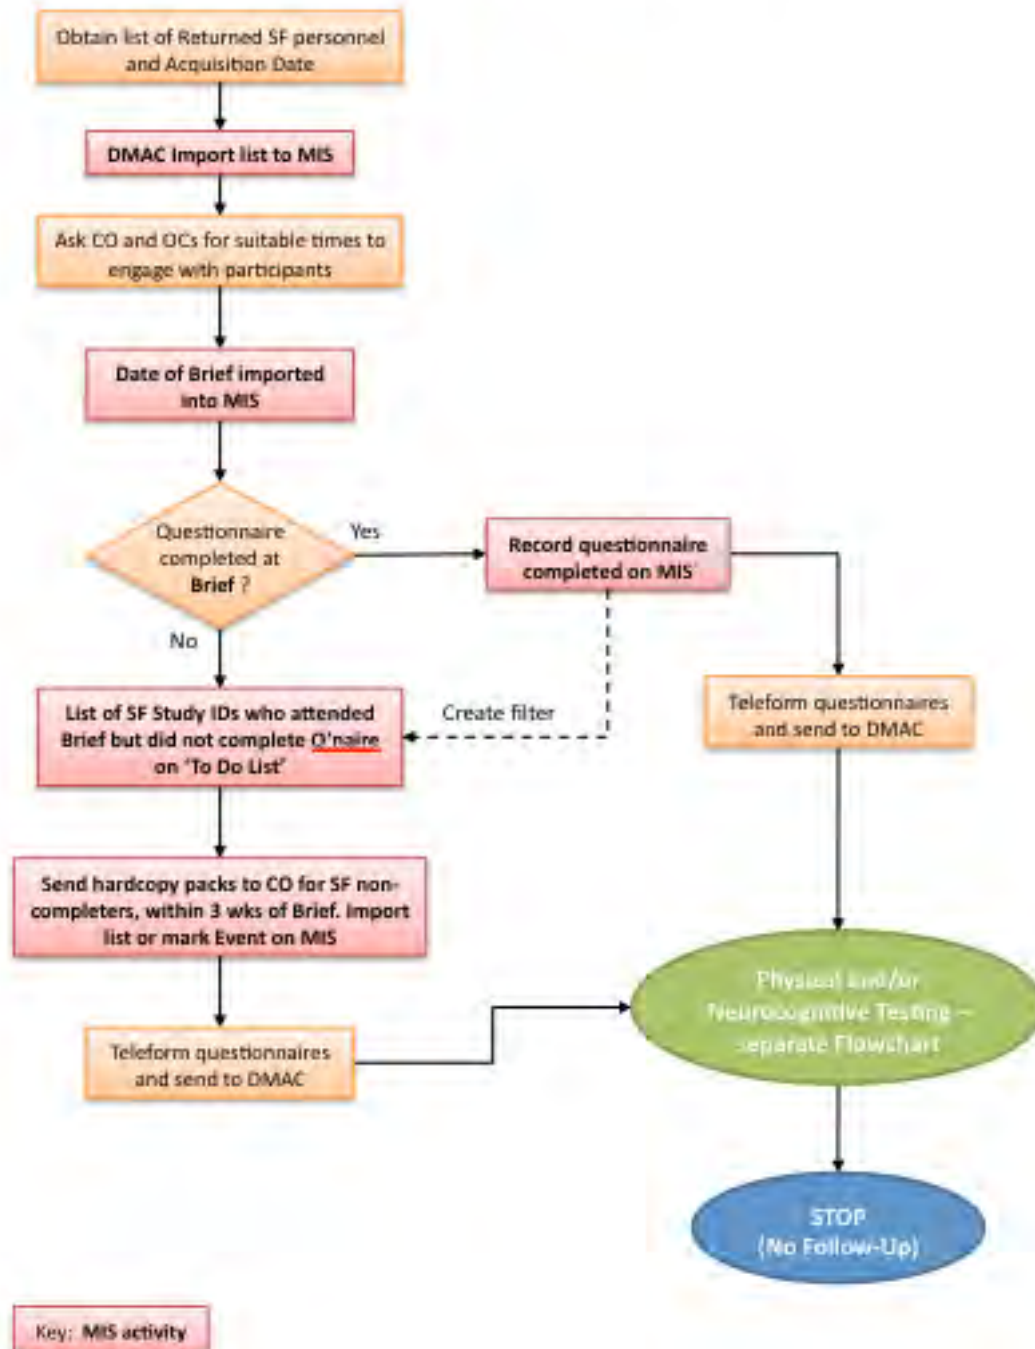 Obtain list of Returned SF personnel
and Acquisition Date
DMAC Import list to MIS
Ask CO and OCs for suitable times to
engage with participants
Date of Brief imported
into MIS
Questionnaire
completed at
Brief ?
Yes
Record questionnaire
completed on MIS
No
List of SF Study IDs who attended
Brief but did not complete Q'naire
on 'To Do List'
Create filter
Teleform questionnaires
and send to DMAC
Send hardcopy packs to CO for SF non-
completers, within 3 wks of Brief. Import
list or mark Event on MIS
Physical and/or
Neurocognitive Testing –
separate Flowchart
Teleform questionnaires
and send to DMAC
STOP
(No Follow-Up)
Key: MIS activity